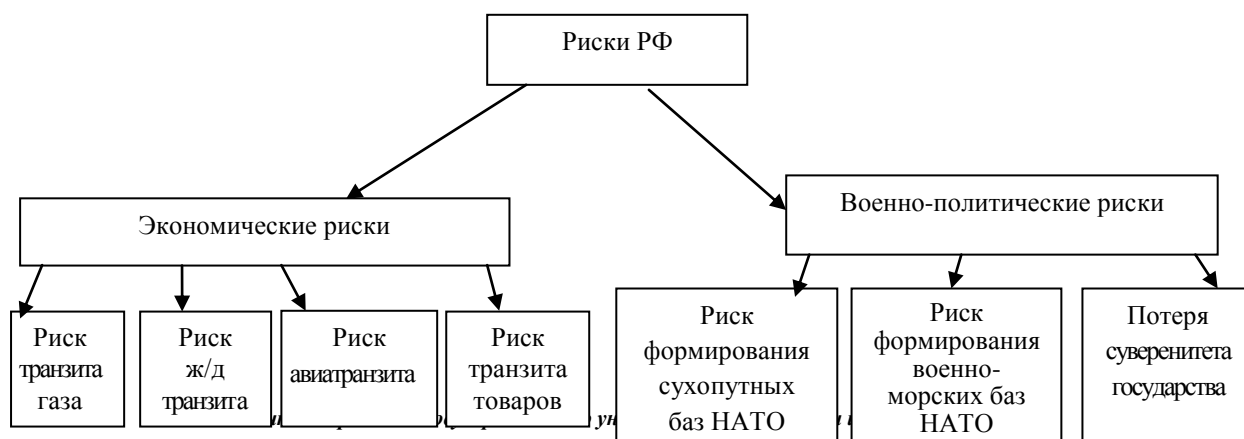 Риски РФ
Экономические риски
Военно-политические риски
Риск
транзита
газа
Риск
ж/д
транзита
Риск
авиатранзита
Риск
транзита
товаров
Риск
формирования
сухопутных
баз НАТО
Риск
формирования
военно-
морских баз
НАТО
Потеря
суверенитета
государства